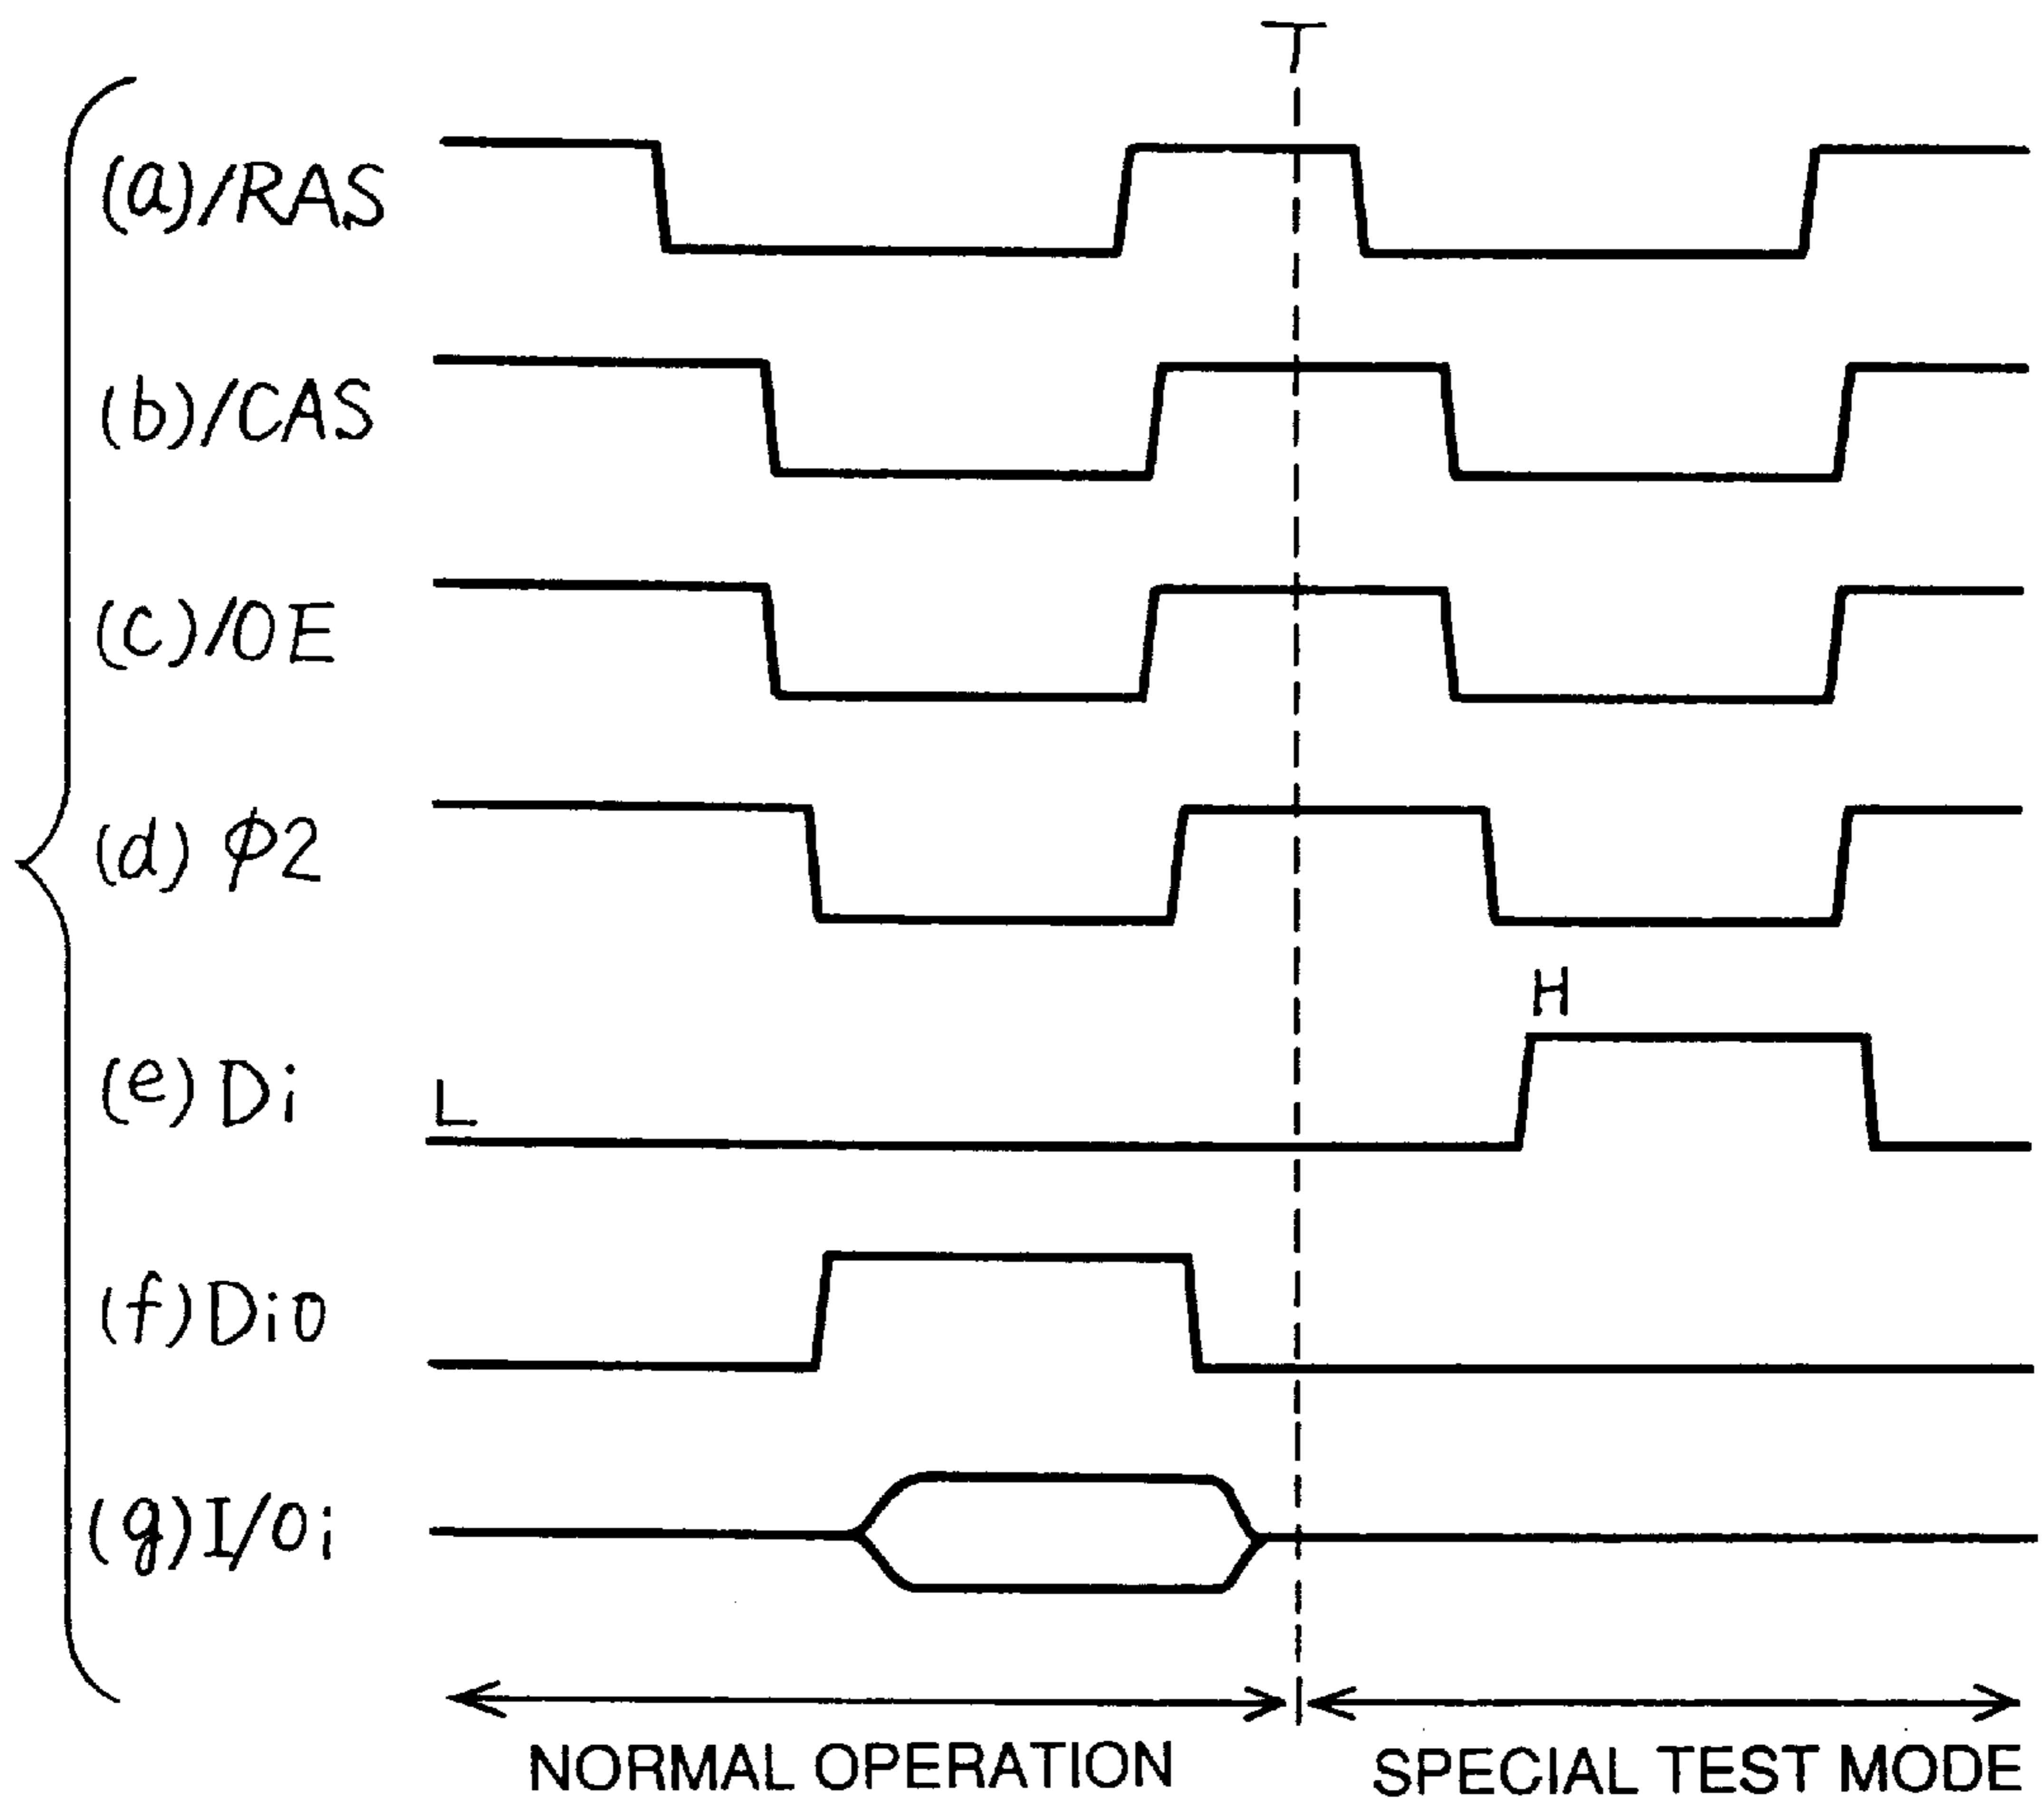 T
(a)/RAS
(b)/CAS
(c)/OE
(d) φ2
H
(e) Di
L
(f) Di0
(g) I/Oi
NORMAL OPERATION
SPECIAL TEST MODE